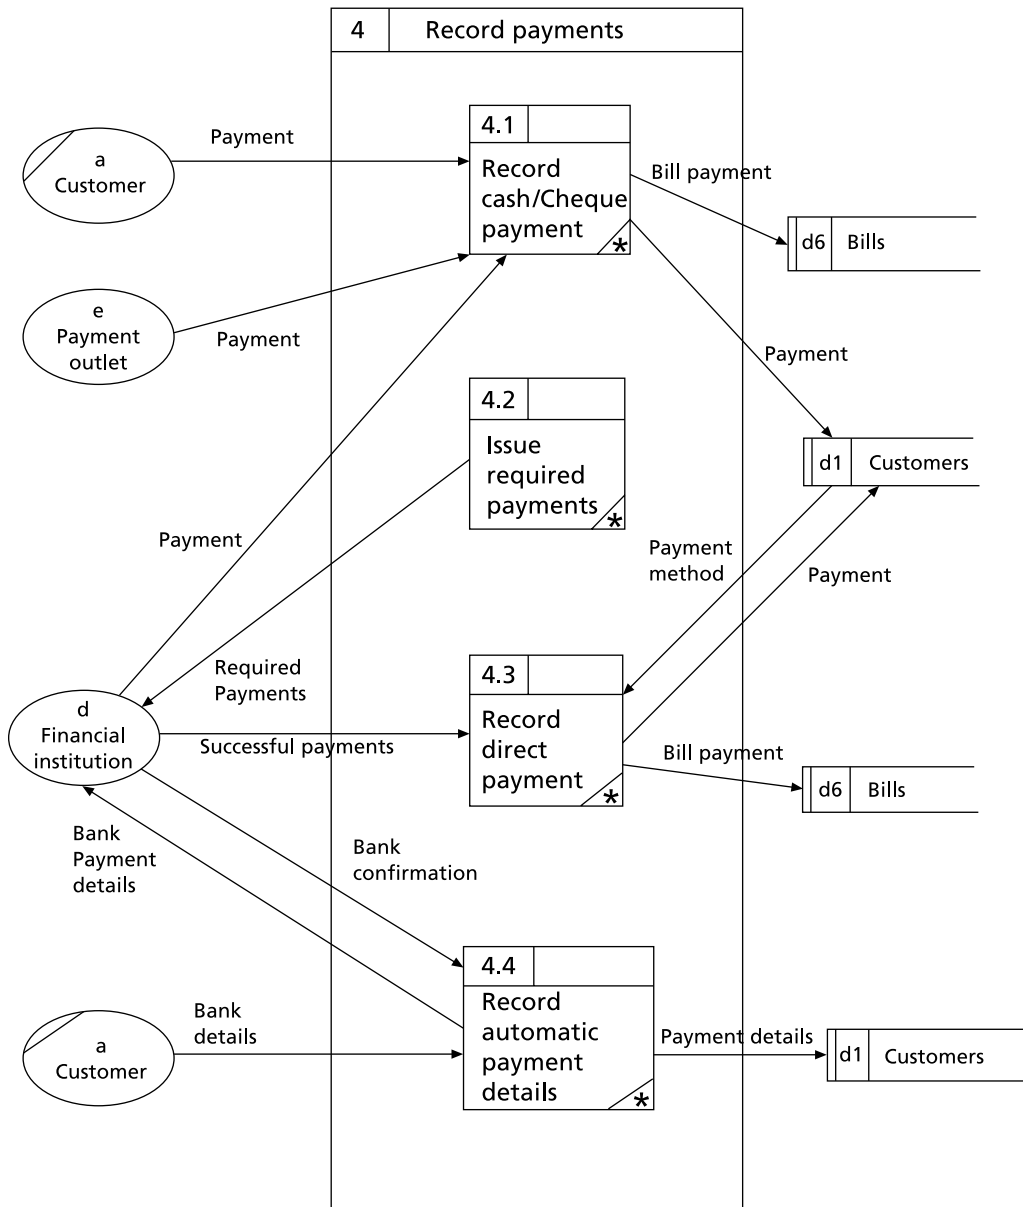 4 Record payments
4.1
Payment
a
Customer
Record
cash/Cheque
payment
*
Bill payment
d6 Bills
e
Payment
outlet
Payment
Payment
4.2
Issue
required
payments
*
d1 Customers
Payment
Payment
method
Payment
Required
Payments
4.3
Record
direct
payment
*
d
Financial
institution
Successful payments
Bill payment
d6 Bills
Bank
Payment
details
Bank
confirmation
4.4
Record
automatic
payment
details
*
Bank
details
a
Customer
Payment details
d1 Customers